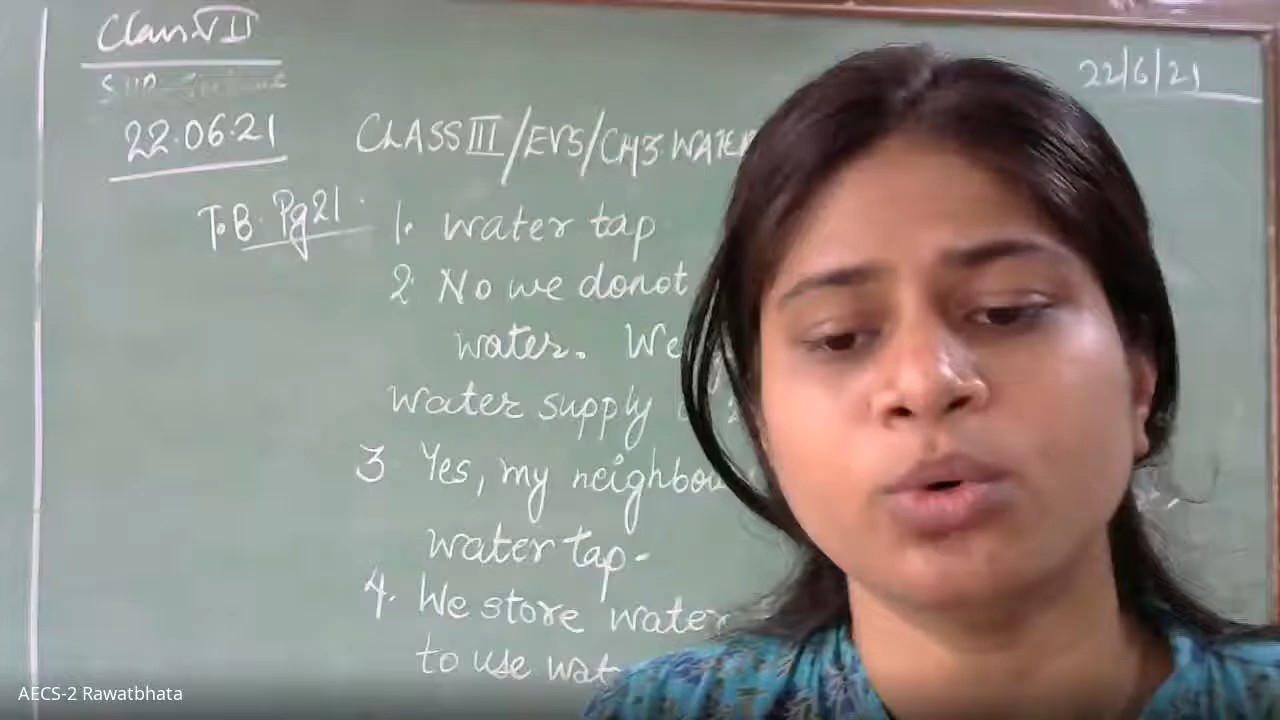 Class VII
22.06.21
22/6/21
CLASS III/EVS/CH3 WATER
T.B. Pg 21.
1. water tap
2. No we donot
water. We
water supply
3 Yes, my neighbou
water tap.
4. We store water
to use wat
AECS-2 Rawatbhata